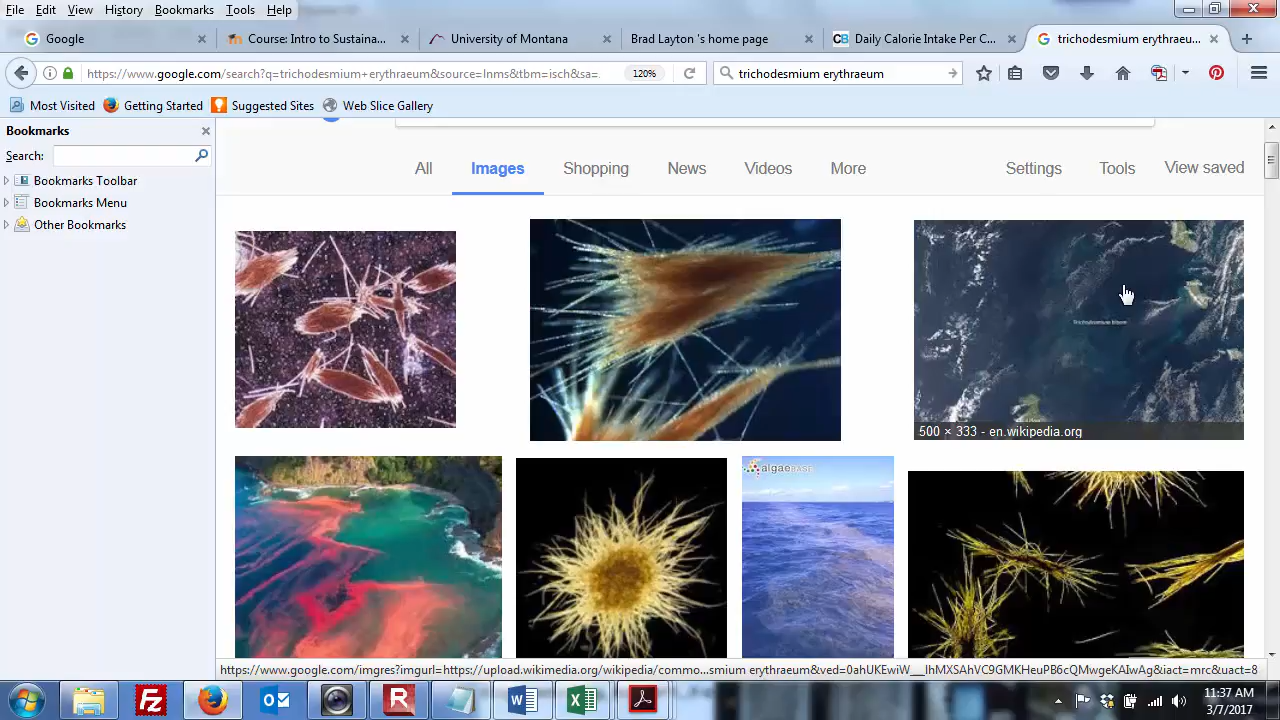 File Edit View History Bookmarks Tools Help
Google
Course: Intro to Sustaina...
University of Montana
Brad Layton 's home page
CB Daily Calorie Intake Per C...
trichodesmium erythraeu...
https://www.google.com/search?q=trichodesmium+erythraeum&source=lnms&tbm=isch&sa=.
120%
trichodesmium erythraeum
Most Visited Getting Started Suggested Sites Web Slice Gallery
Bookmarks
Search:
Bookmarks Toolbar
Bookmarks Menu
Other Bookmarks
All Images Shopping News Videos More Settings Tools View saved
Trichodesmium bloom
500 × 333 - en.wikipedia.org
algaeBASE
https://www.google.com/imgres?imgurl=https://upload.wikimedia.org/wikipedia/commo...smium erythraeum&ved=0ahUKEwiW___lhMXSAhVC9GMKHeuPB6cQMwgeKAIwAg&iact=mrc&uact=8
11:37 AM
3/7/2017